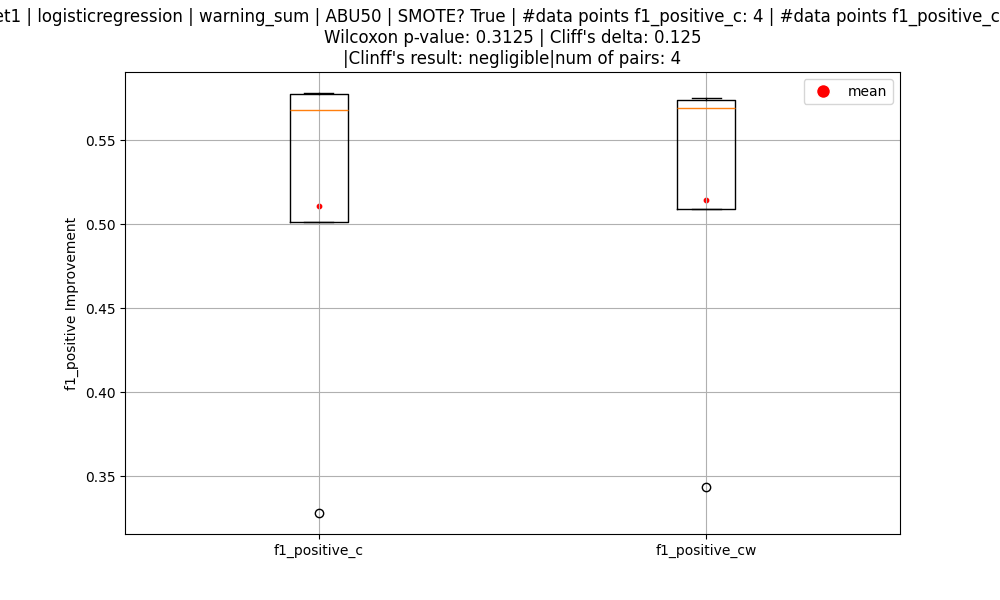 et1 | logisticregression | warning_sum | ABU50 | SMOTE? True | #data points f1_positive_c: 4 | #data points f1_positive_c
Wilcoxon p-value: 0.3125 | Cliff's delta: 0.125
|Clinff's result: negligible|num of pairs: 4
mean
0.55
0.50
0.45
0.40
0.35
f1_positive Improvement
f1_positive_c
f1_positive_cw